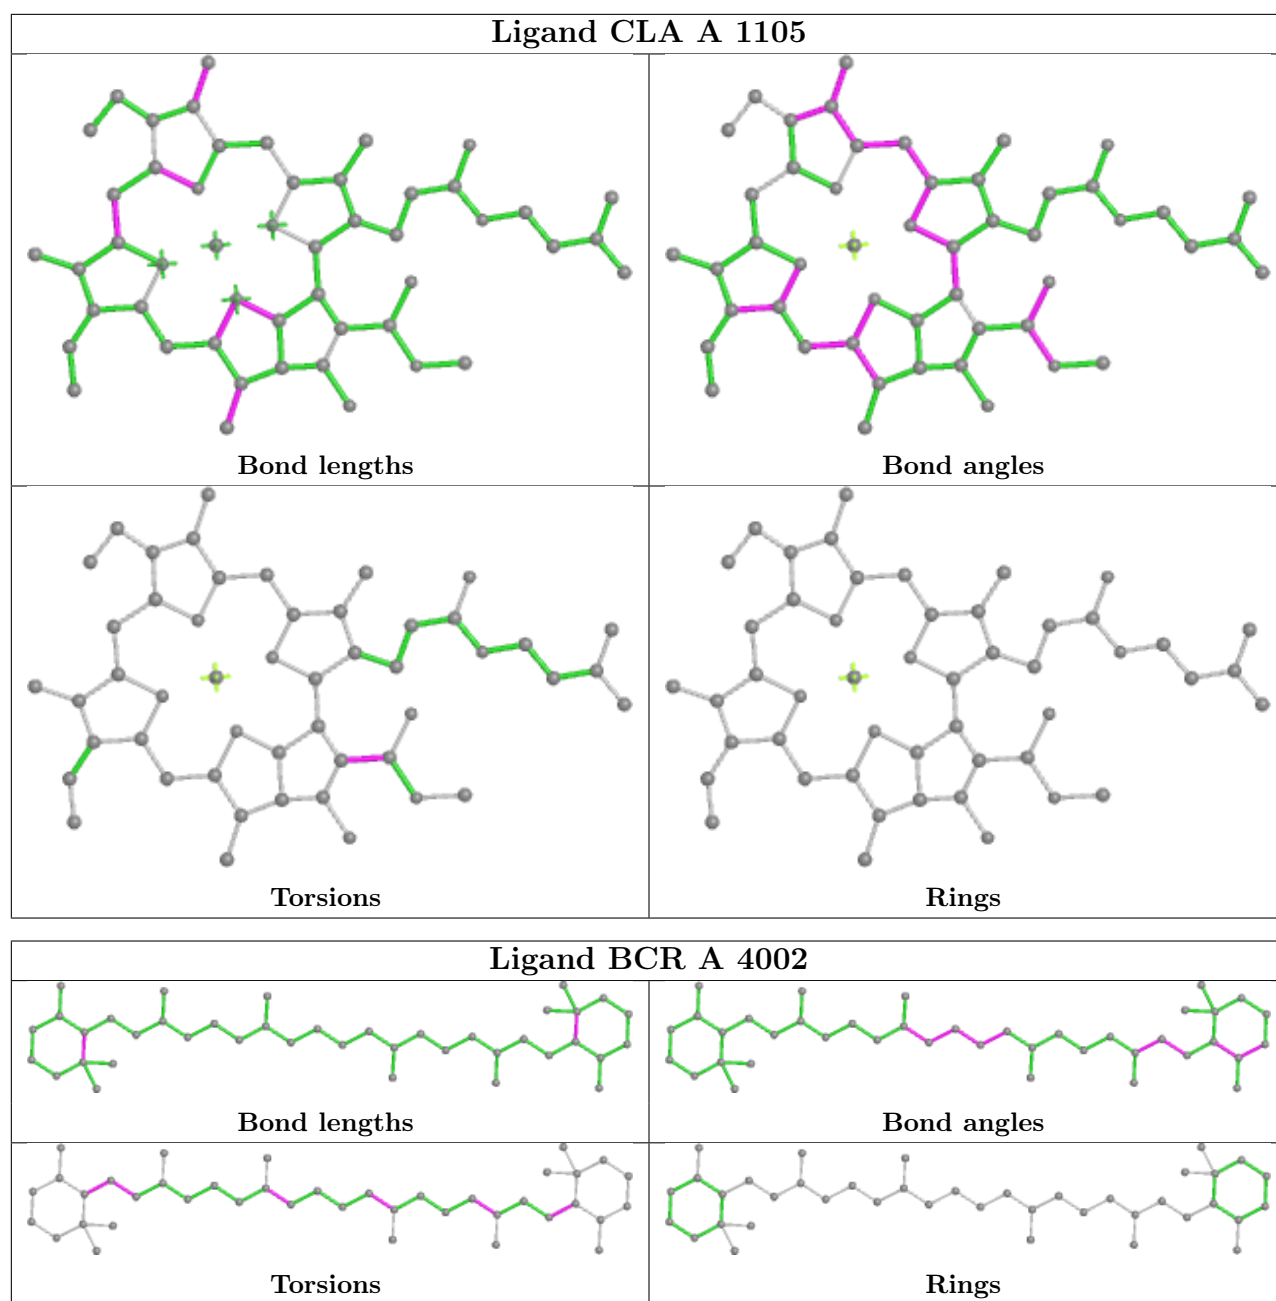 Ligand CLA A 1105
Bond lengths
Bond angles
Torsions
Rings
Ligand BCR A 4002
Bond lengths
Bond angles
Torsions
Rings